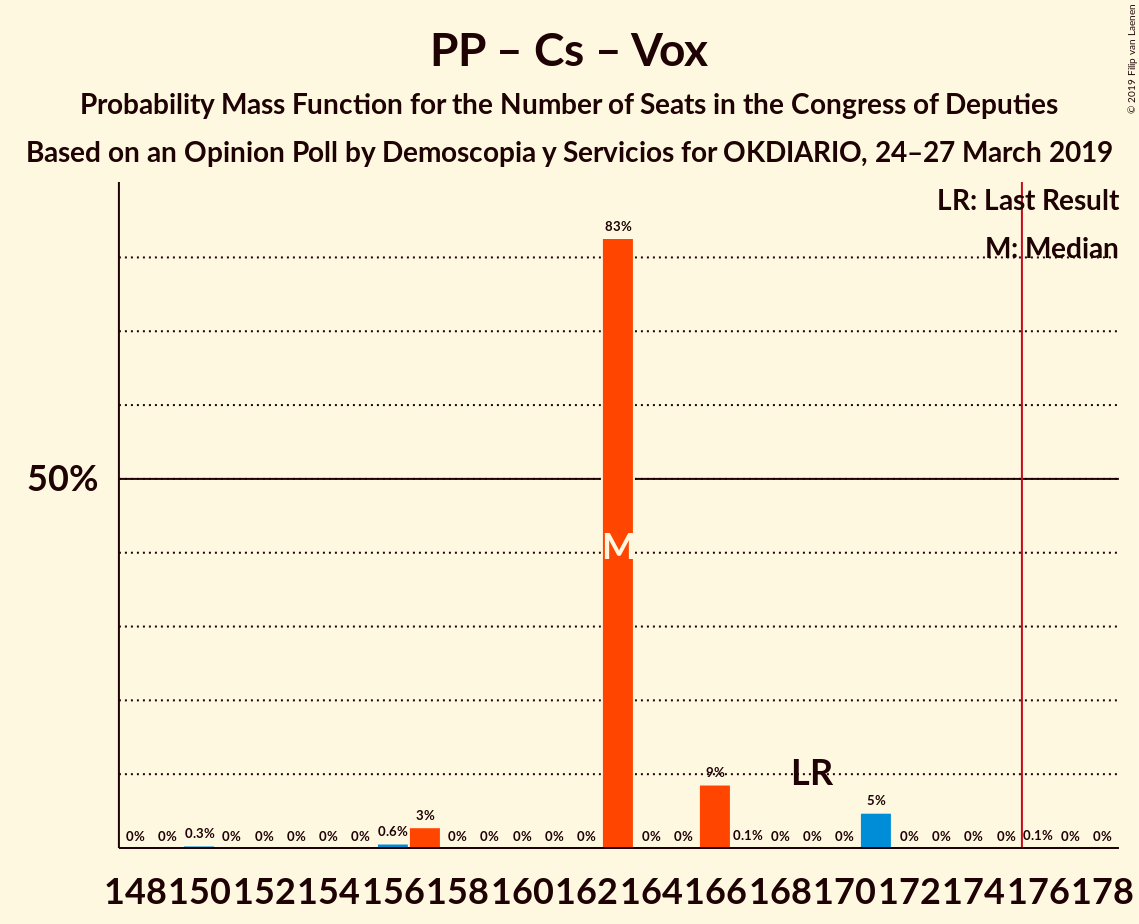 PP – Cs – Vox
Probability Mass Function for the Number of Seats in the Congress of Deputies
Based on an Opinion Poll by Demoscopia y Servicios for OKDIARIO, 24–27 March 2019
© 2019 Filip van Laenen
LR: Last Result
M: Median
83%
50%
M
LR
9%
5%
3%
0% 0% 0.3% 0% 0% 0% 0% 0% 0.6% 0% 0% 0% 0% 0% 0% 0% 0.1% 0% 0% 0% 0% 0% 0% 0% 0.1% 0% 0%
148 150 152 154 156 158 160 162 164 166 168 170 172 174 176 178